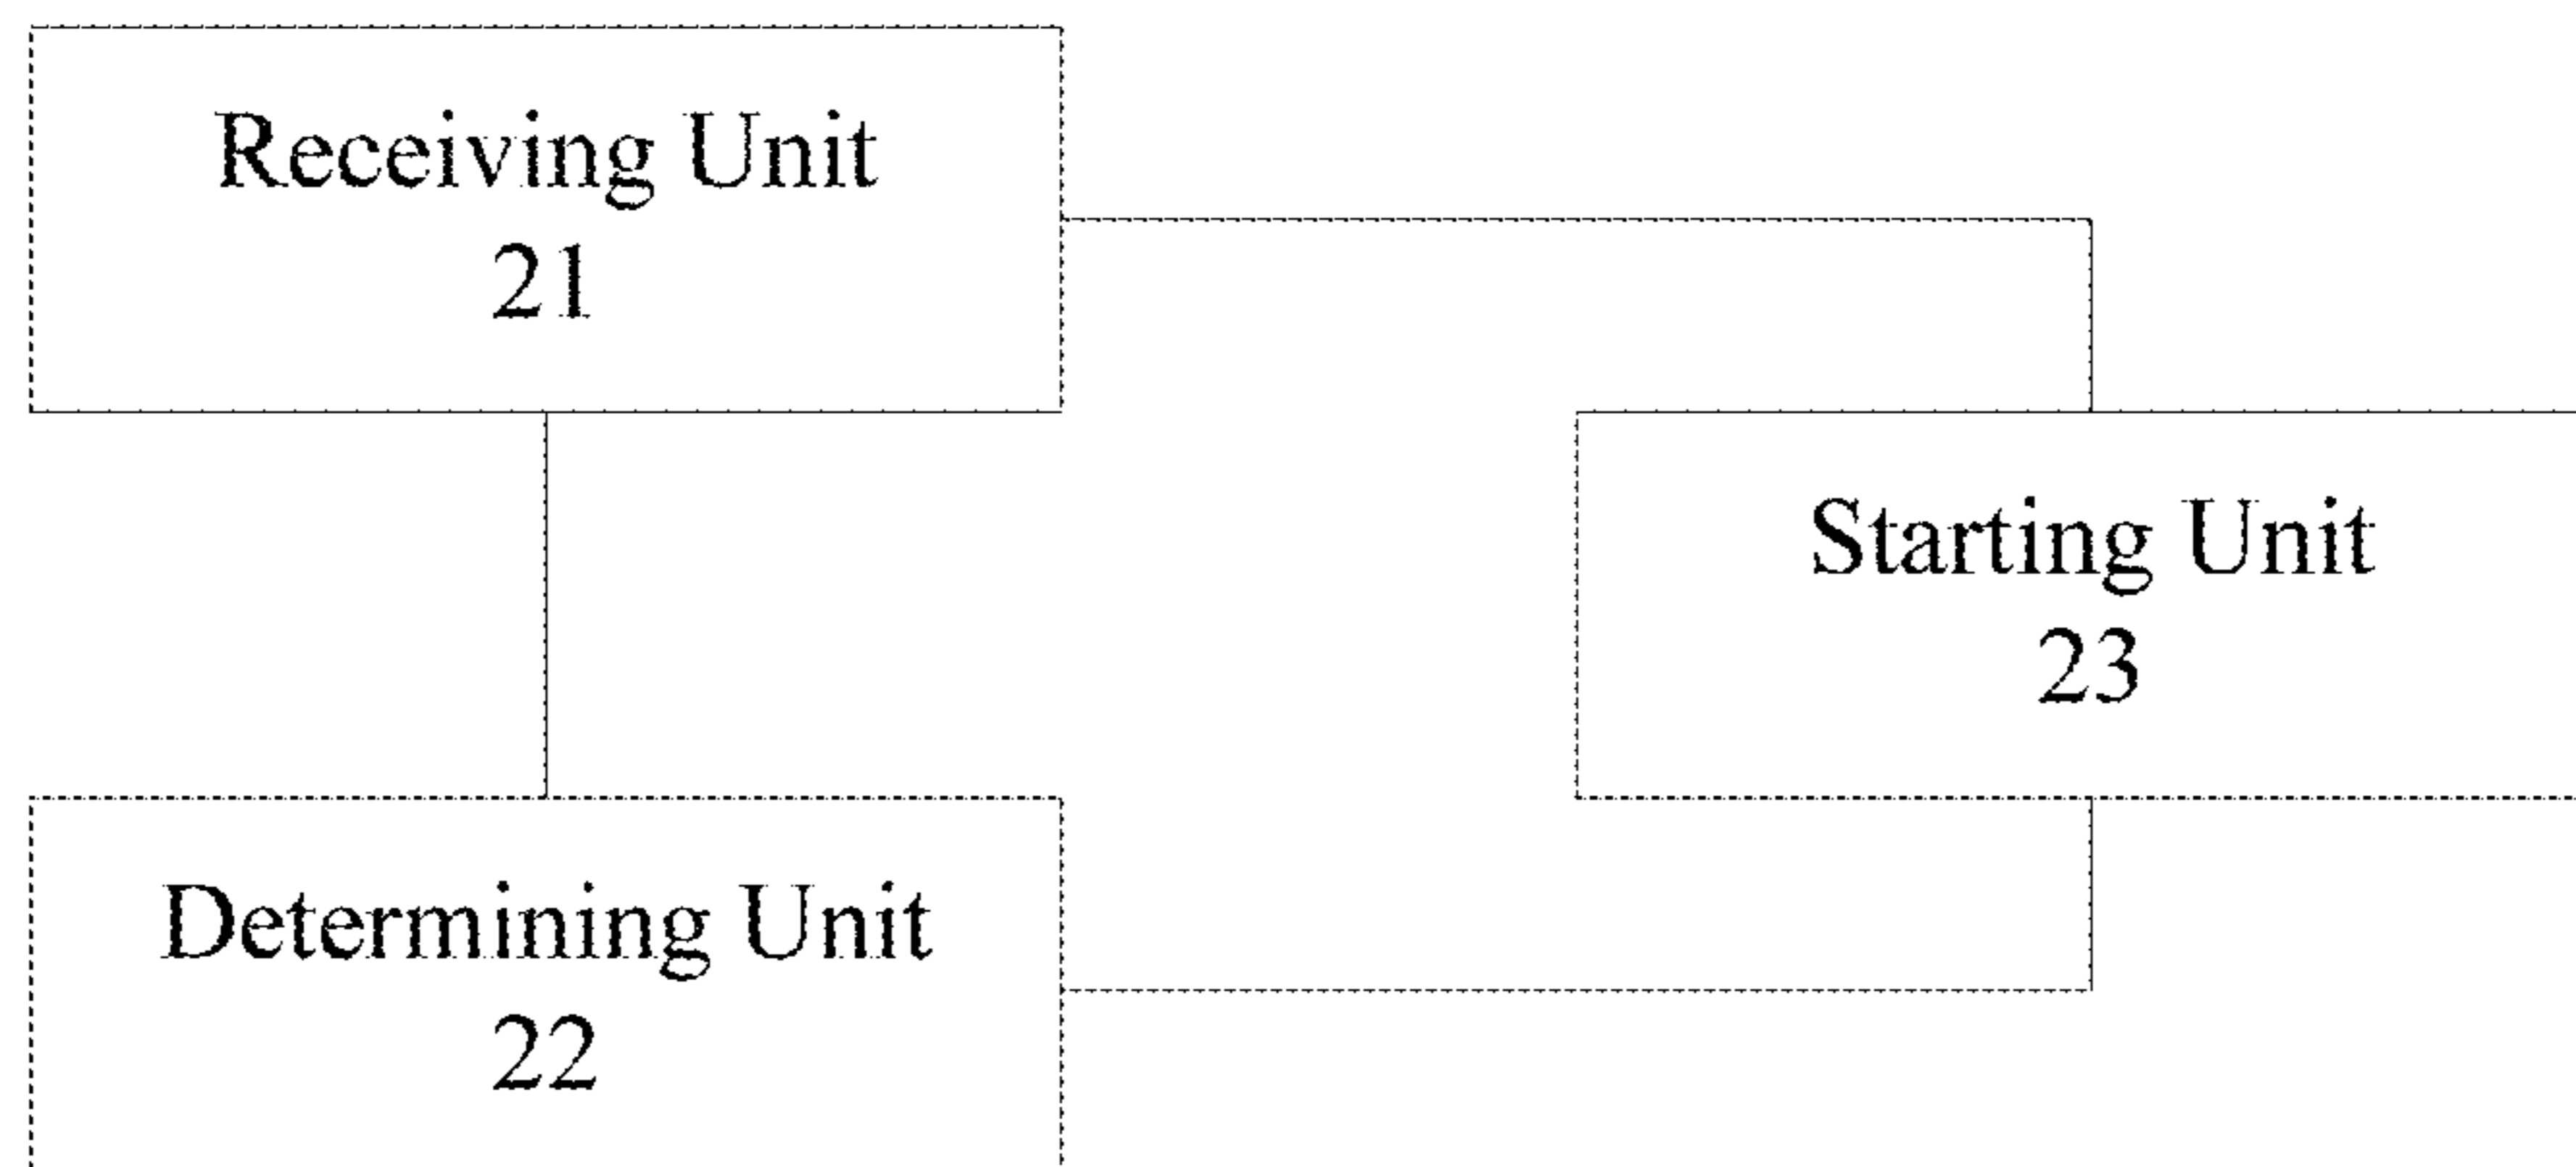 Receiving Unit
21
Starting Unit
23
Determining Unit
22